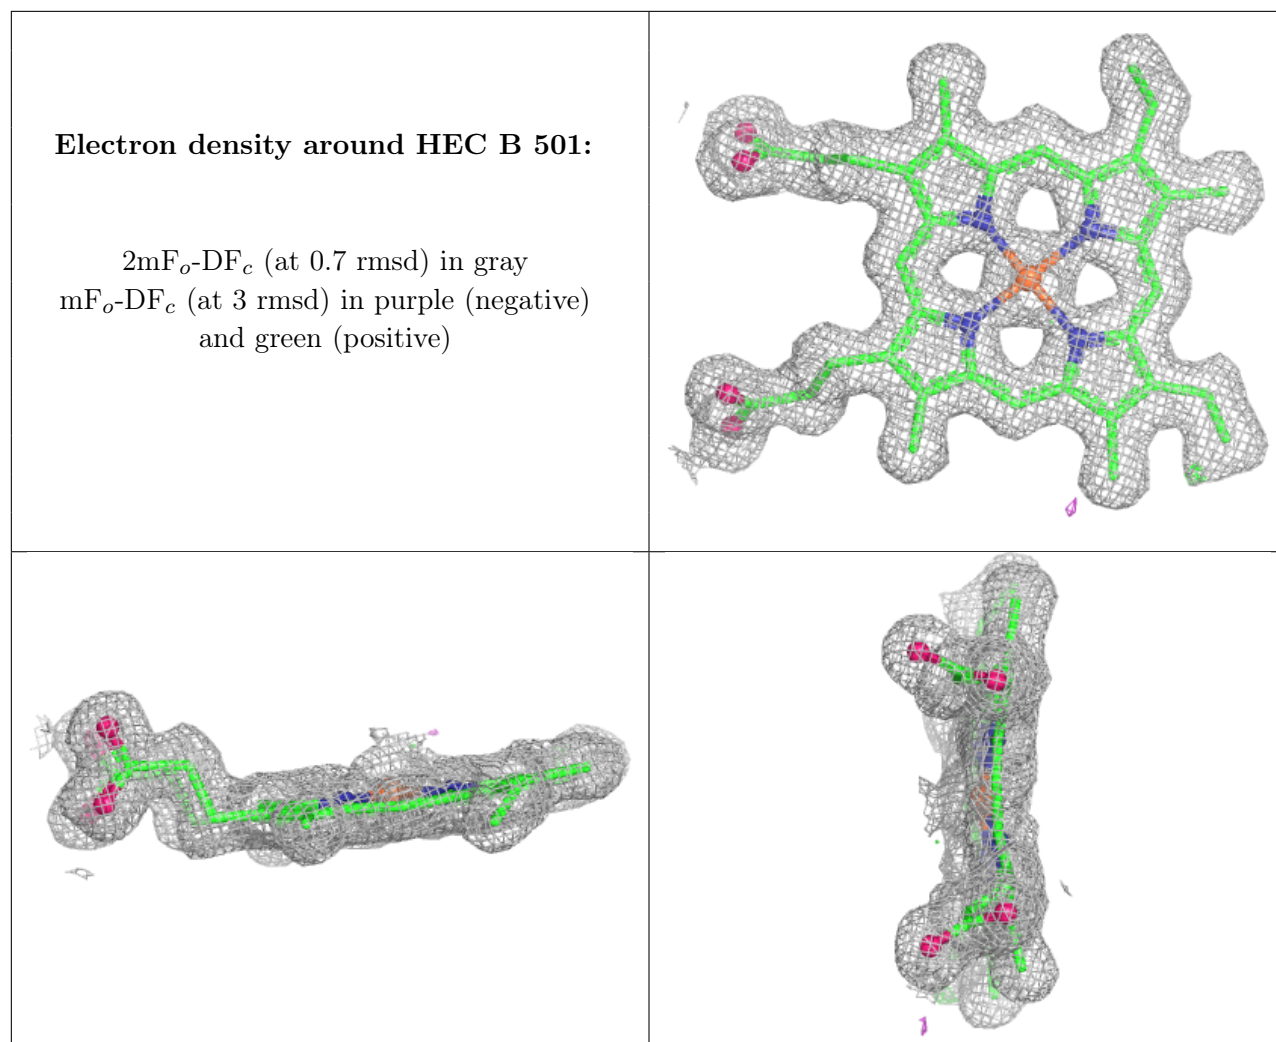 Electron density around HEC B 501:
2mFo-DFc (at 0.7 rmsd) in gray
mFo-DFc (at 3 rmsd) in purple (negative)
and green (positive)